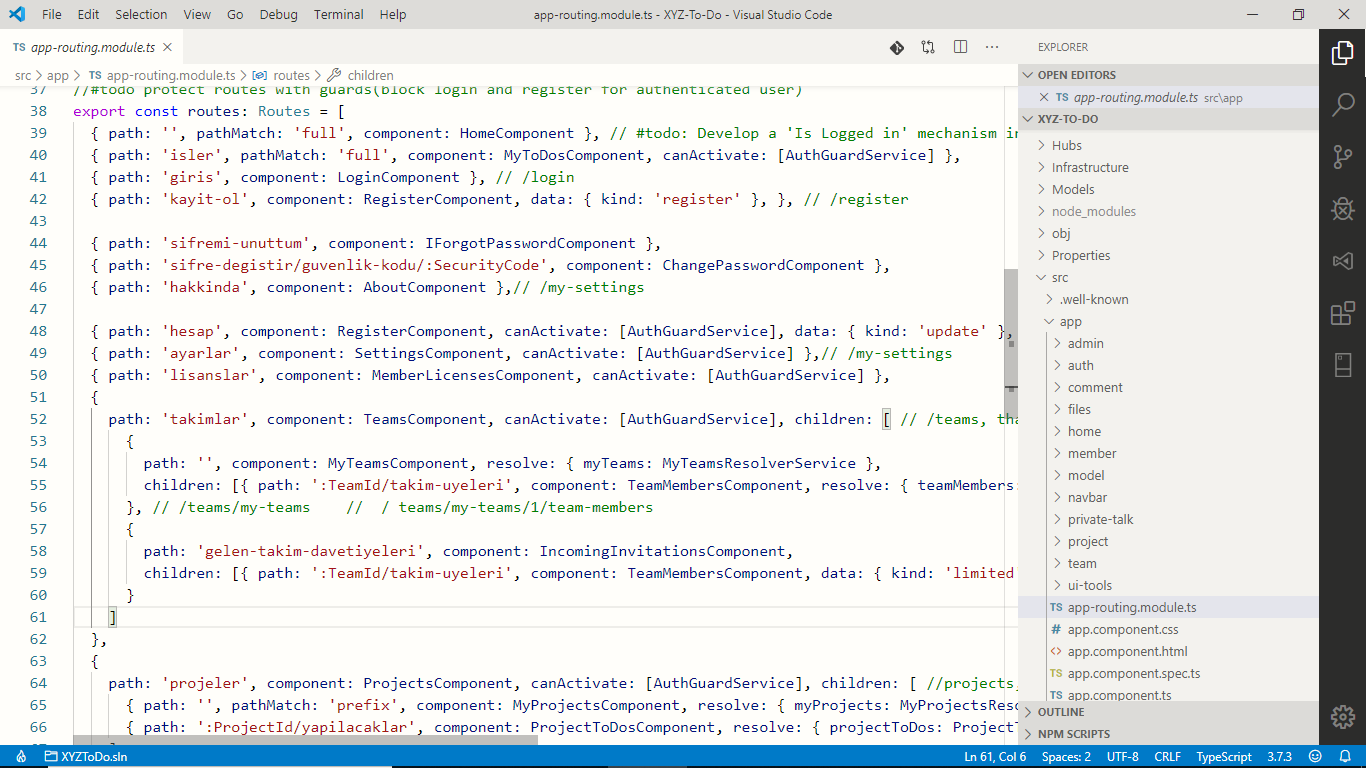 File Edit Selection View Go Debug Terminal Help
app-routing.module.ts - XYZ-To-Do - Visual Studio Code
TS app-routing.module.ts
src > app > TS app-routing.module.ts > routes > children
37 //#todo protect routes with guards(block login and register for authenticated user)
38 export const routes: Routes = [
39 { path: '', pathMatch: 'full', component: HomeComponent }, // #todo: Develop a 'Is Logged in' mechanism in
40 { path: 'isler', pathMatch: 'full', component: MyToDosComponent, canActivate: [AuthGuardService] },
41 { path: 'giris', component: LoginComponent }, // /login
42 { path: 'kayit-ol', component: RegisterComponent, data: { kind: 'register' }, }, // /register
43
44 { path: 'sifremi-unuttum', component: IForgotPasswordComponent },
45 { path: 'sifre-degistir/guvenlik-kodu/:SecurityCode', component: ChangePasswordComponent },
46 { path: 'hakkinda', component: AboutComponent },// /my-settings
47
48 { path: 'hesap', component: RegisterComponent, canActivate: [AuthGuardService], data: { kind: 'update' },
49 { path: 'ayarlar', component: SettingsComponent, canActivate: [AuthGuardService] },// /my-settings
50 { path: 'lisanslar', component: MemberLicensesComponent, canActivate: [AuthGuardService] },
51 {
52 path: 'takimlar', component: TeamsComponent, canActivate: [AuthGuardService], children: [ // /teams, tha
53 {
54 path: '', component: MyTeamsComponent, resolve: { myTeams: MyTeamsResolverService },
55 children: [{ path: ':TeamId/takim-uyeleri', component: TeamMembersComponent, resolve: { teamMembers:
56 }, // /teams/my-teams // / teams/my-teams/1/team-members
57 {
58 path: 'gelen-takim-davetiyeleri', component: IncomingInvitationsComponent,
59 children: [{ path: ':TeamId/takim-uyeleri', component: TeamMembersComponent, data: { kind: 'limited
60 }
61 ]
62 },
63 {
64 path: 'projeler', component: ProjectsComponent, canActivate: [AuthGuardService], children: [ //projects,
65 { path: '', pathMatch: 'prefix', component: MyProjectsComponent, resolve: { myProjects: MyProjectsReso
66 { path: ':ProjectId/yapilacaklar', component: ProjectToDosComponent, resolve: { projectToDos: ProjectT
EXPLORER
OPEN EDITORS
TS app-routing.module.ts src\app
XYZ-TO-DO
Hubs
Infrastructure
Models
node_modules
obj
Properties
src
.well-known
app
admin
auth
comment
files
home
member
model
navbar
private-talk
project
team
ui-tools
TS app-routing.module.ts
# app.component.css
<> app.component.html
TS app.component.spec.ts
TS app.component.ts
OUTLINE
NPM SCRIPTS
XYZToDo.sln
Ln 61, Col 6 Spaces: 2 UTF-8 CRLF TypeScript 3.7.3